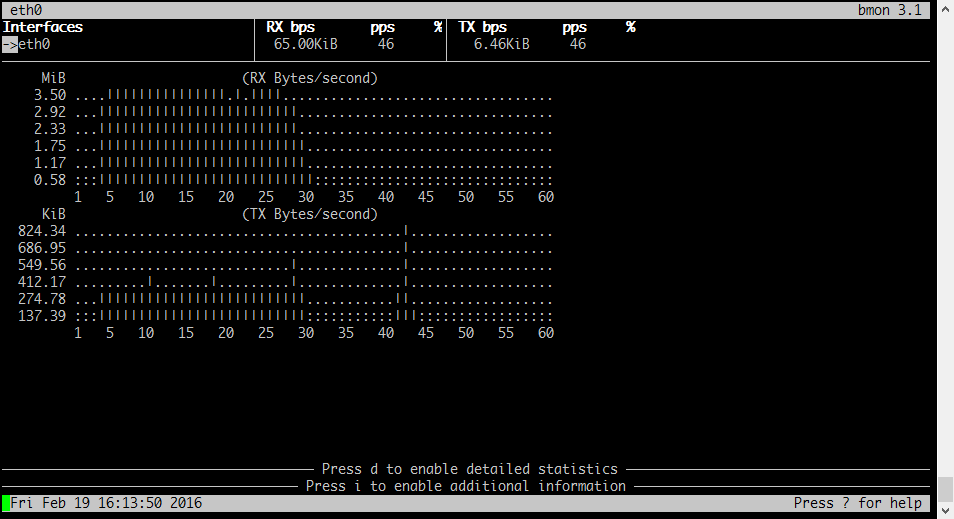 eth0 bmon 3.1
Interfaces RX bps pps % TX bps pps %
->eth0 65.00KiB 46 6.46KiB 46
MiB (RX Bytes/second)
3.50 ....|||||||||||||||.|.||||..................................
2.92 ...|||||||||||||||||||||||||................................
2.33 ...|||||||||||||||||||||||||................................
1.75 ...||||||||||||||||||||||||||...............................
1.17 ...||||||||||||||||||||||||||...............................
0.58 :::|||||||||||||||||||||||||||::::::::::::::::::::::::::::::
1 5 10 15 20 25 30 35 40 45 50 55 60
KiB (TX Bytes/second)
824.34 .........................................|..................
686.95 .........................................|..................
549.56 ...........................|.............|..................
412.17 .........|.......|.........|.............|..................
274.78 ...||||||||||||||||||||||||||...........||..................
137.39 :::||||||||||||||||||||||||||:::::::::::|||:::::::::::::::::
1 5 10 15 20 25 30 35 40 45 50 55 60
Press d to enable detailed statistics
Press i to enable additional information
Fri Feb 19 16:13:50 2016 Press ? for help